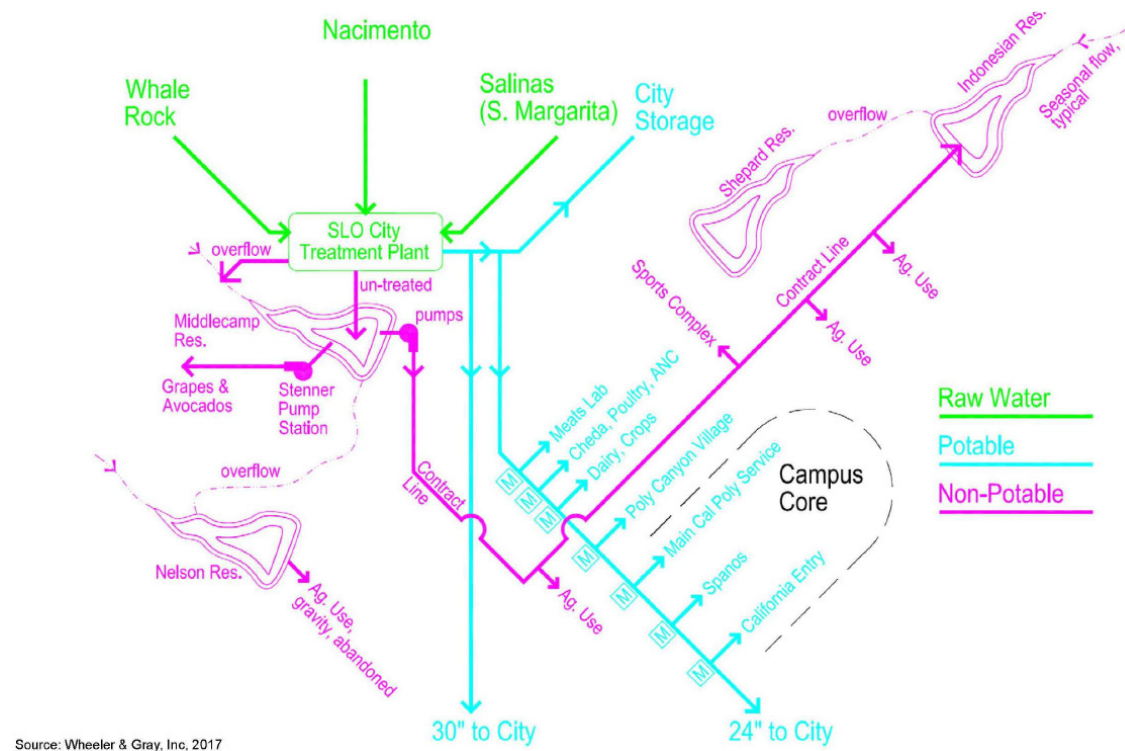 Nacimento
Whale
Rock
Salinas
(S. Margarita)
City
Storage
Indonesian Res.
Seasonal flow,
typical
overflow
Shepard Res.
SLO City
Treatment Plant
overflow
un-treated
Middlecamp
Res.
pumps
Grapes &
Avocados
Stenner
Pump
Station
Sports Complex
Contract Line
Ag. Use
Ag. Use
Raw Water
Potable
Non-Potable
Meats Lab
Cheda, Poultry, ANC
Dairy, Crops
Poly Canyon Village
Main Cal Poly Service
Spanos
California Entry
Campus
Core
M
M
M
M
M
M
M
Contract
Line
overflow
Nelson Res.
Ag. Use,
gravity, abandoned
Ag. Use
30" to City
24" to City
Source: Wheeler & Gray, Inc, 2017